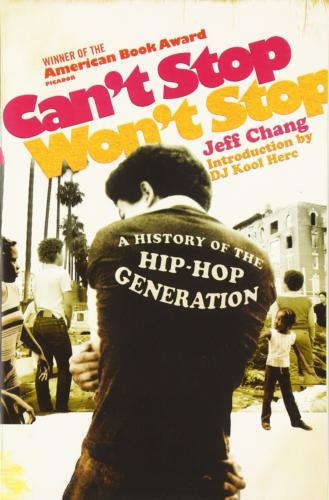 WINNER OF THE
American Book Award
PICADOR
Can't Stop
Won't Stop
Jeff Chang
Introduction by
DJ Kool Herc
A HISTORY OF THE
HIP-HOP
GENERATION